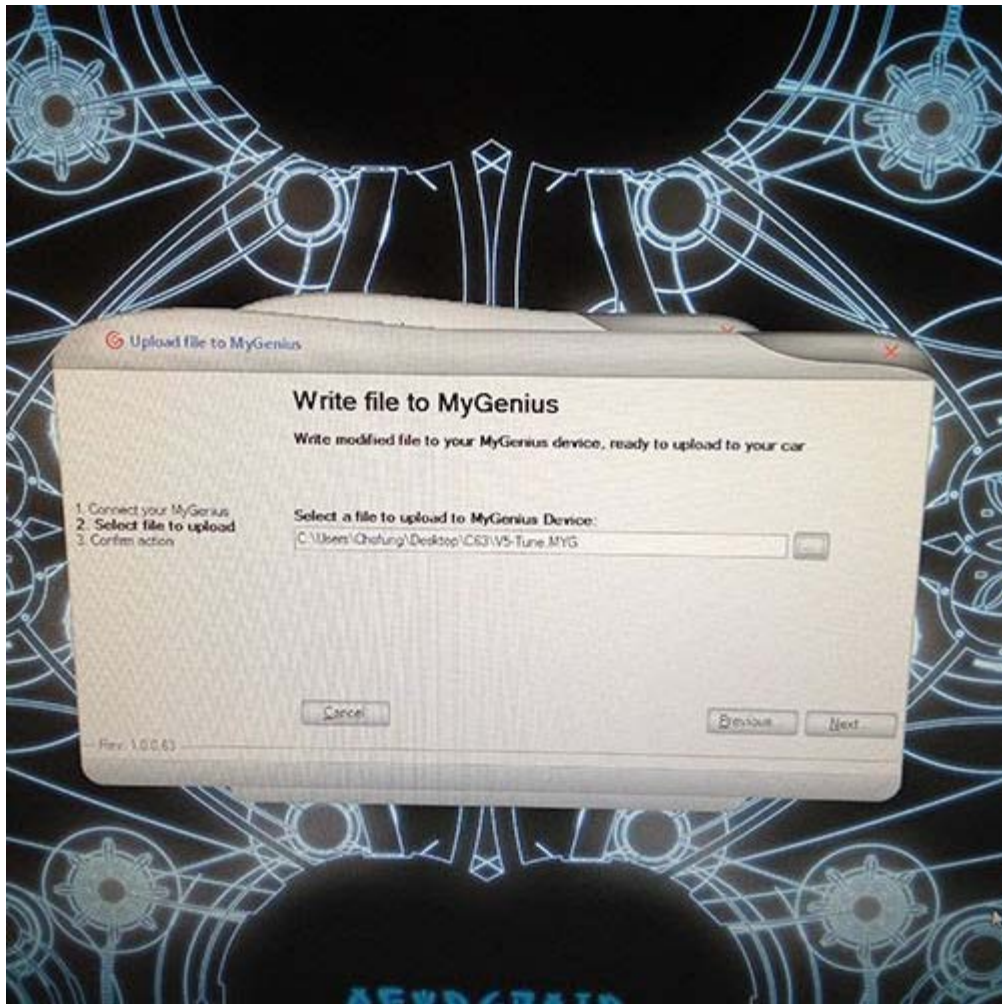 Upload file to MyGenius
Write file to MyGenius
Write modified file to your MyGenius device, ready to upload to your car
1. Connect your MyGenius
2. Select file to upload
3. Confirm action
Select a file to upload to MyGenius Device:
C:\Users\Chofung\Desktop\C63\V5-Tune.MYG
...
Cancel
Previous
Next
Rev. 1.0.0.63